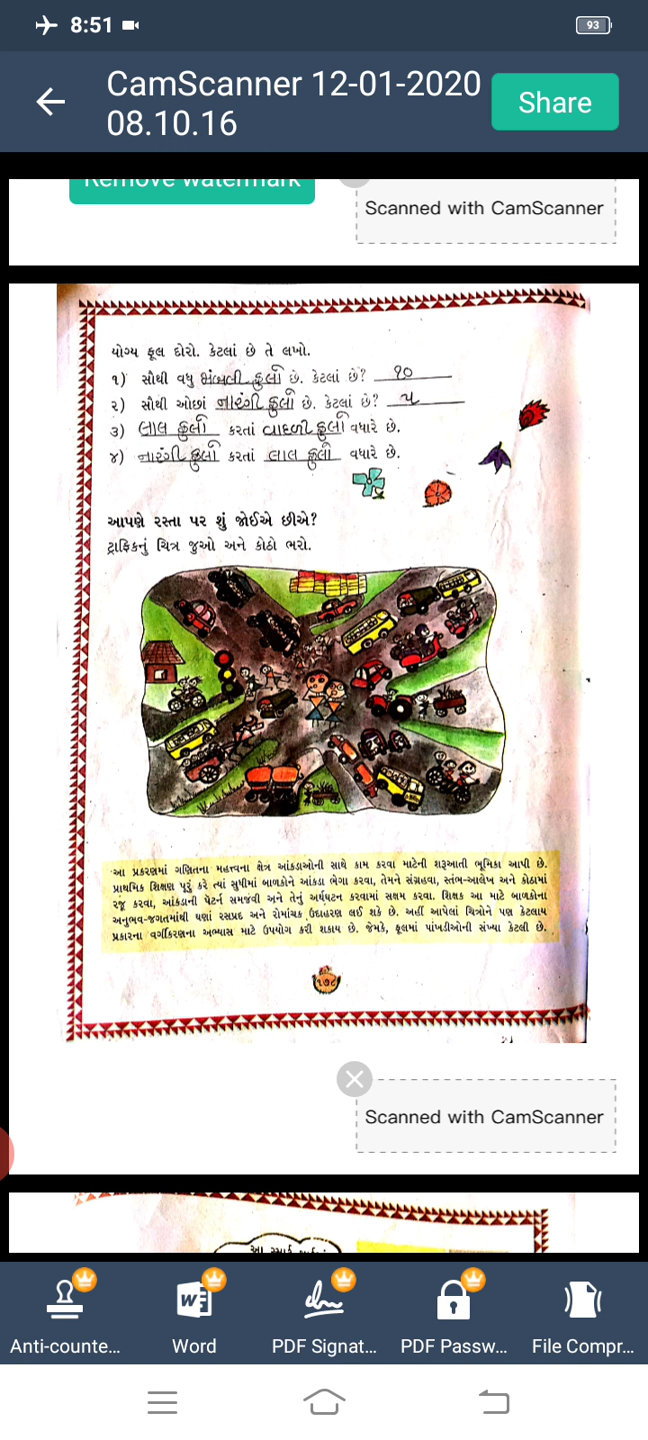 8:51
93
CamScanner 12-01-2020
08.10.16
Share
Remove watermark
Scanned with CamScanner
યોગ્ય ફૂલ દોરો. કેટલાં છે તે લખો.
૧) સૌથી વધુ જાંબલી ફુલો છે. કેટલાં છે? ૧૦
૨) સૌથી ઓછાં નારંગી ફુલો છે. કેટલાં છે? ૫
૩) લાલ ફુલો કરતાં વાદળી ફુલો વધારે છે.
૪) નારંગી ફુલો કરતાં લાલ ફુલો વધારે છે.
આપણે રસ્તા પર શું જોઈએ છીએ?
ટ્રાફિકનું ચિત્ર જુઓ અને કોઠો ભરો.
આ પ્રકરણમાં ગણિતના મહત્ત્વના ક્ષેત્ર આંકડાઓની સાથે કામ કરવા માટેની શરૂઆતી ભૂમિકા આપી છે.
પ્રાથમિક શિક્ષણ પૂરું કરે ત્યાં સુધીમાં બાળકોને આંકડા ભેગા કરવા, તેમને સંગ્રહવા, સ્તંભ-આલેખ અને કોઠામાં
રજૂ કરવા, આંકડાની પેટર્ન સમજવી અને તેનું અર્થઘટન કરવામાં સક્ષમ કરવા. શિક્ષક આ માટે બાળકોના
અનુભવ-જગતમાંથી ઘણાં રસપ્રદ અને રોમાંચક ઉદાહરણ લઈ શકે છે. અહીં આપેલાં ચિત્રોને પણ કેટલાય
પ્રકારના વર્ગીકરણના અભ્યાસ માટે ઉપયોગ કરી શકાય છે. જેમકે, ફૂલમાં પાંખડીઓની સંખ્યા કેટલી છે.
૧૭૮
Scanned with CamScanner
Anti-counte... Word PDF Signat... PDF Passw... File Compr...